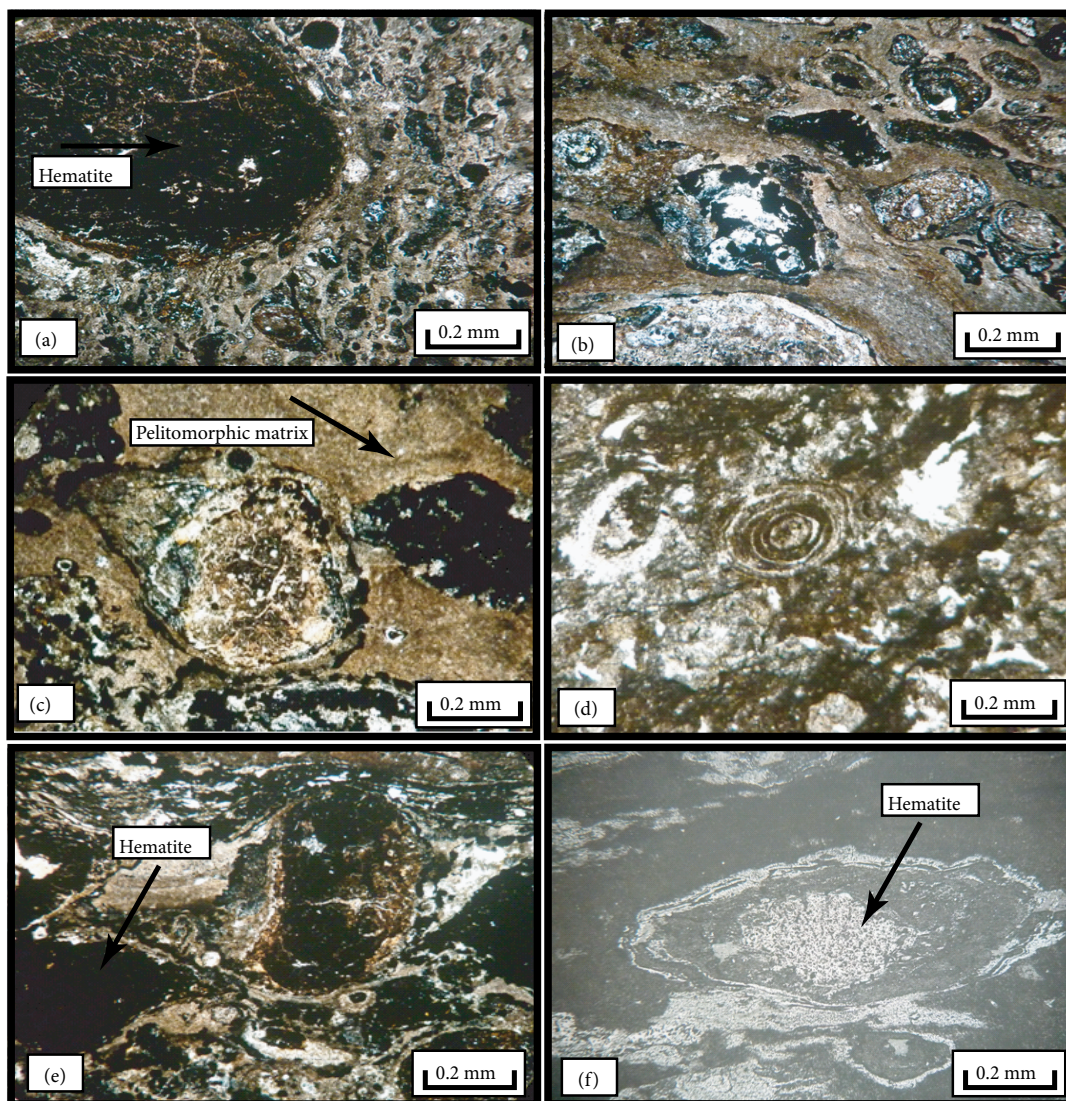 Hematite
(a)
0.2 mm
(b)
0.2 mm
Pelitomorphic matrix
(c)
0.2 mm
(d)
0.2 mm
Hematite
(e)
0.2 mm
Hematite
(f)
0.2 mm